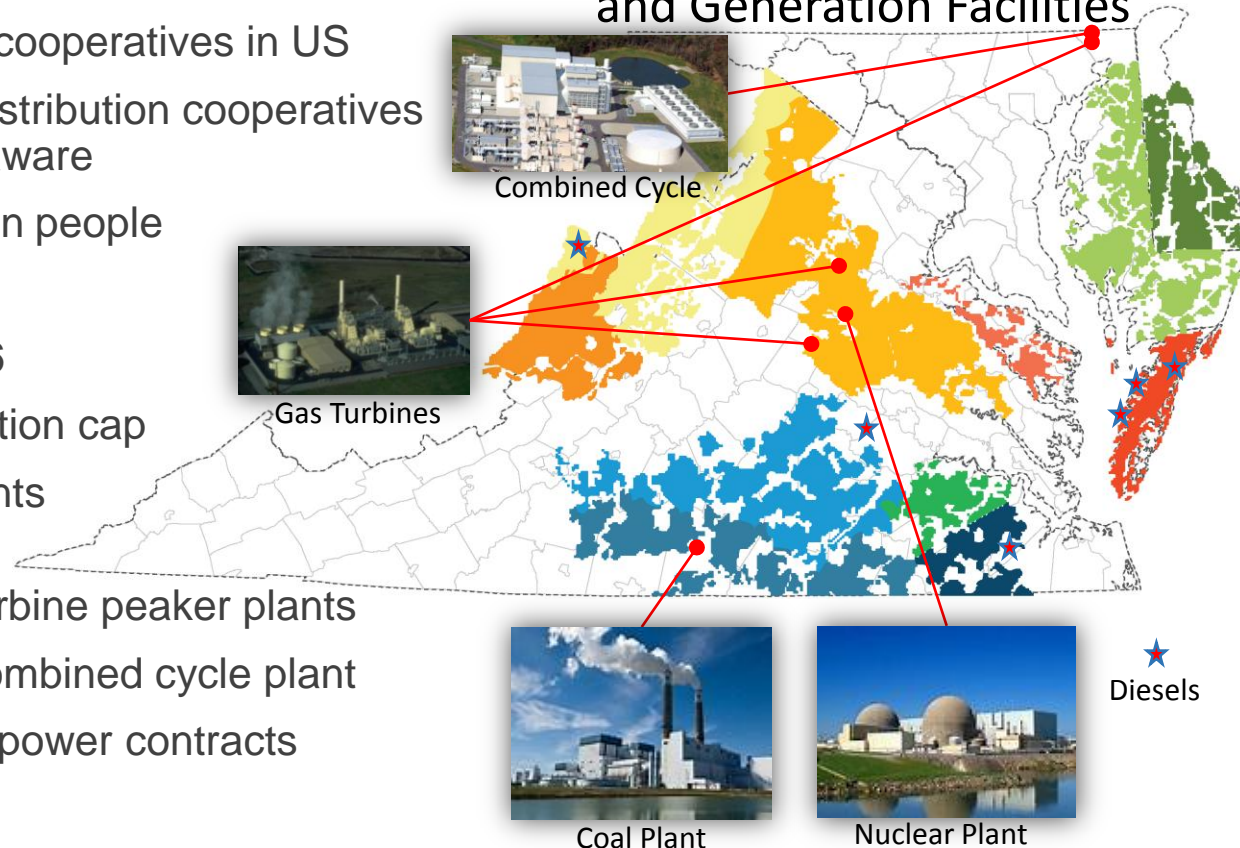 and Generation Facilities
cooperatives in US
stribution cooperatives
ware
n people
S
tion cap
nts
rbine peaker plants
ombined cycle plant
power contracts
Combined Cycle
Gas Turbines
Coal Plant
Nuclear Plant
Diesels